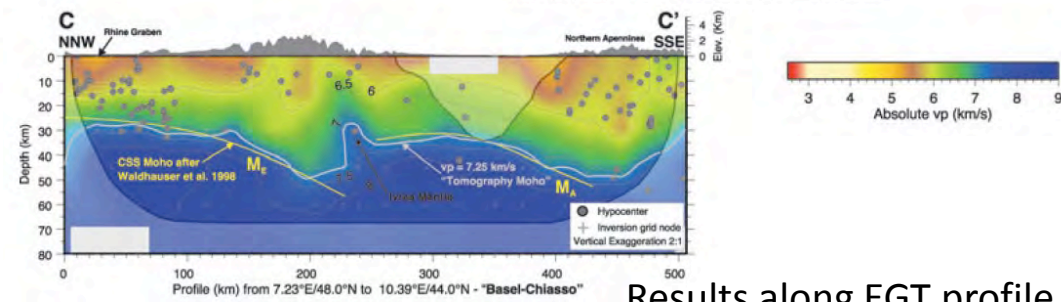 C
NNW
Rhine Graben
Northern Apennines
C'
SSE
4
2
0
Elev. (Km)
0
10
20
30
40
50
60
70
80
Depth (km)
6.5
6
7
CSS Moho after
Waldhauser et al. 1998
M_E
vp = 7.25 km/s
"Tomography Moho"
Ivrea Mantle
M_A
Hypocenter
Inversion grid node
Vertical Exaggeration 2:1
0 100 200 300 400 500
Profile (km) from 7.23°E/48.0°N to 10.39°E/44.0°N - "Basel-Chiasso"
3 4 5 6 7 8 9
Absolute vp (km/s)
Results along EGT profile